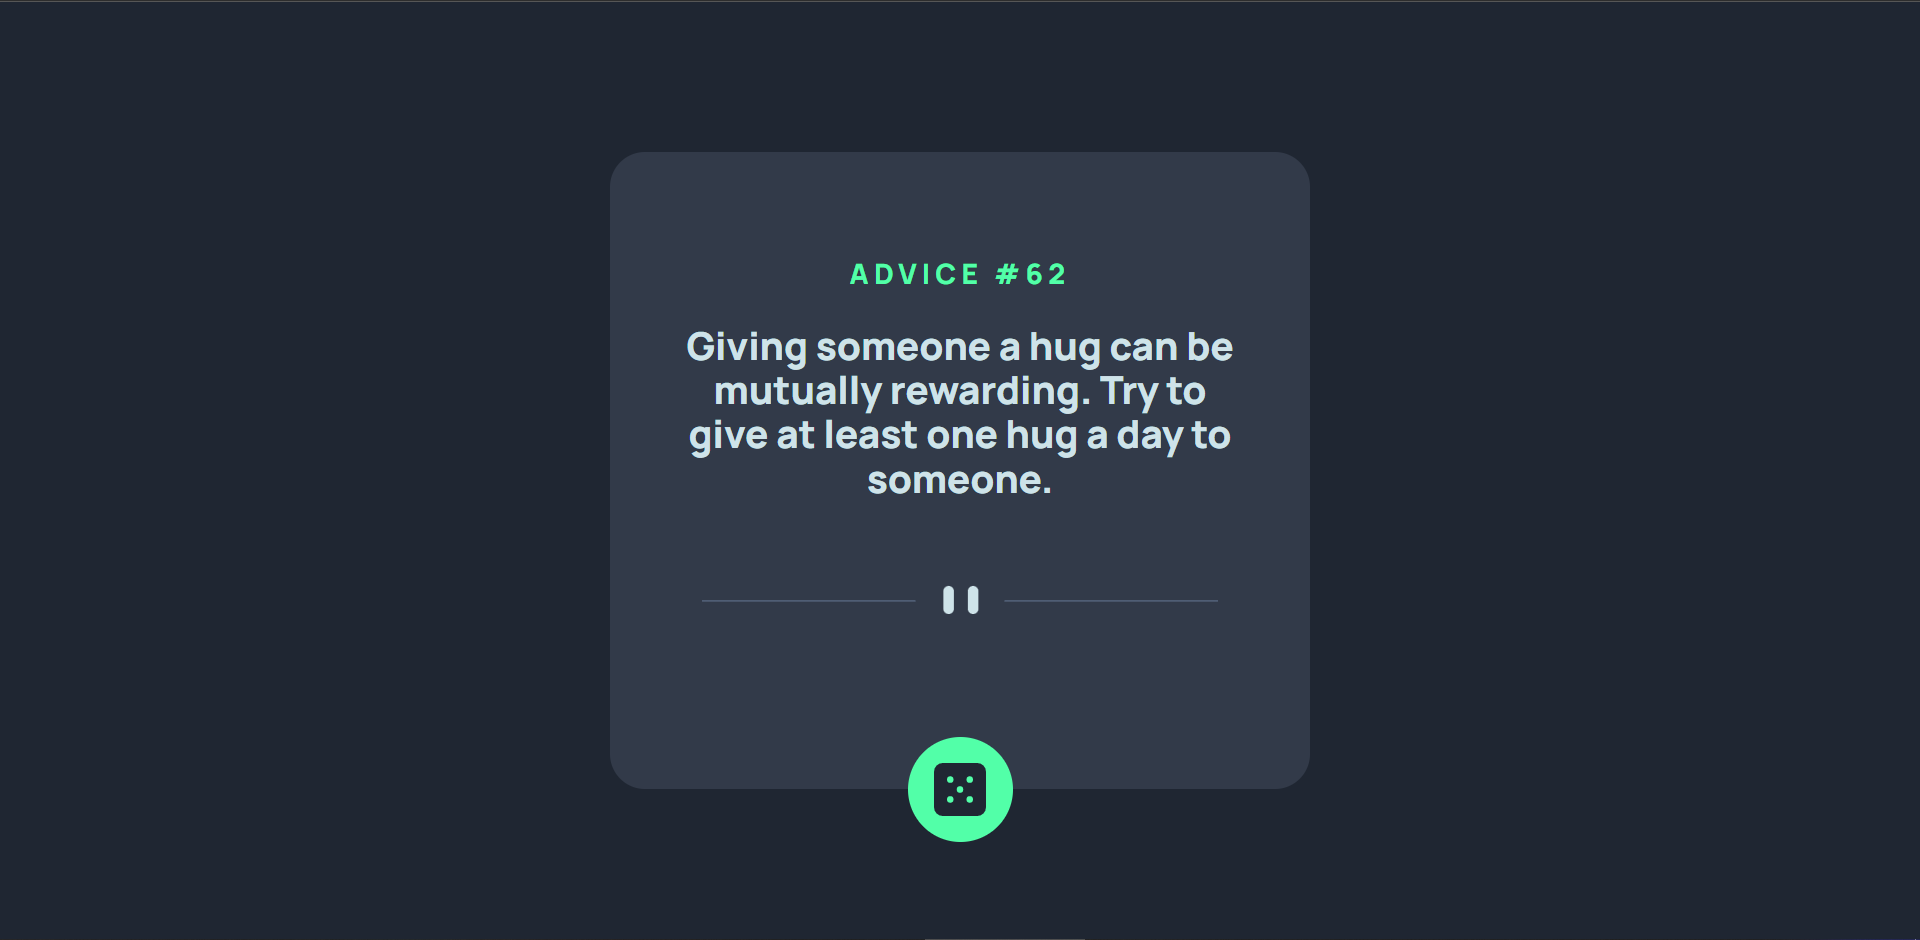 ADVICE #62
Giving someone a hug can be
mutually rewarding. Try to
give at least one hug a day to
someone.